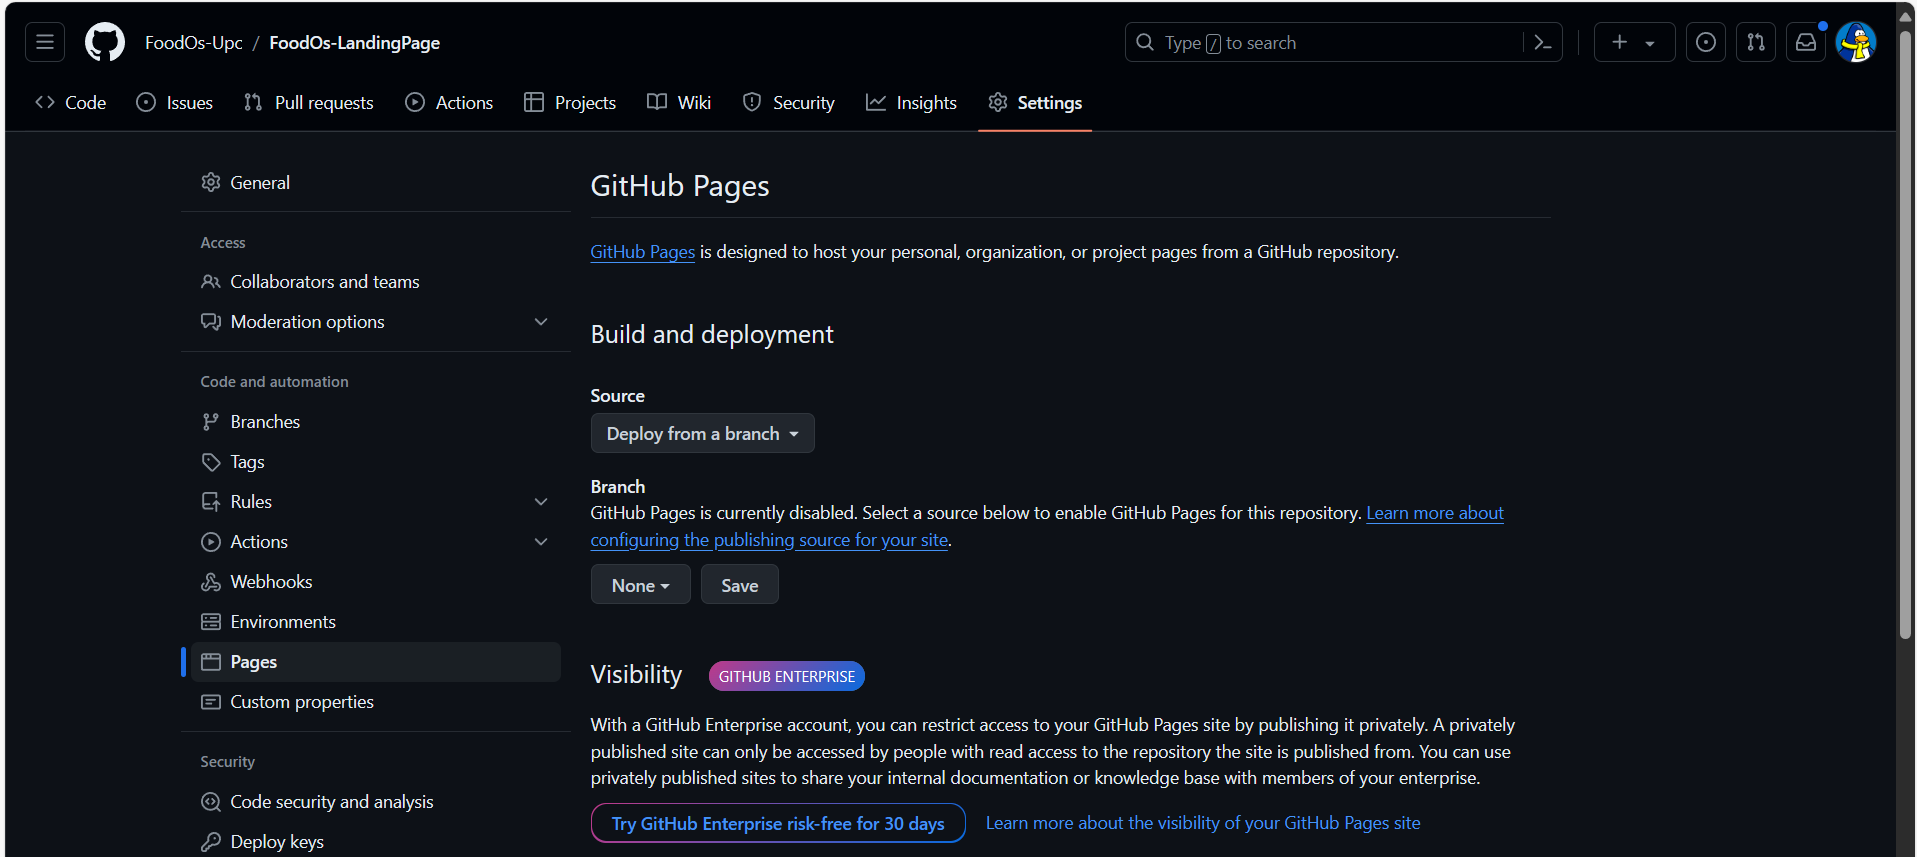 FoodOs-Upc / FoodOs-LandingPage
Type / to search
Code
Issues
Pull requests
Actions
Projects
Wiki
Security
Insights
Settings
General
Access
Collaborators and teams
Moderation options
Code and automation
Branches
Tags
Rules
Actions
Webhooks
Environments
Pages
Custom properties
Security
Code security and analysis
Deploy keys
GitHub Pages
GitHub Pages is designed to host your personal, organization, or project pages from a GitHub repository.
Build and deployment
Source
Deploy from a branch
Branch
GitHub Pages is currently disabled. Select a source below to enable GitHub Pages for this repository. Learn more about
configuring the publishing source for your site.
None
Save
Visibility
GITHUB ENTERPRISE
With a GitHub Enterprise account, you can restrict access to your GitHub Pages site by publishing it privately. A privately
published site can only be accessed by people with read access to the repository the site is published from. You can use
privately published sites to share your internal documentation or knowledge base with members of your enterprise.
Try GitHub Enterprise risk-free for 30 days
Learn more about the visibility of your GitHub Pages site